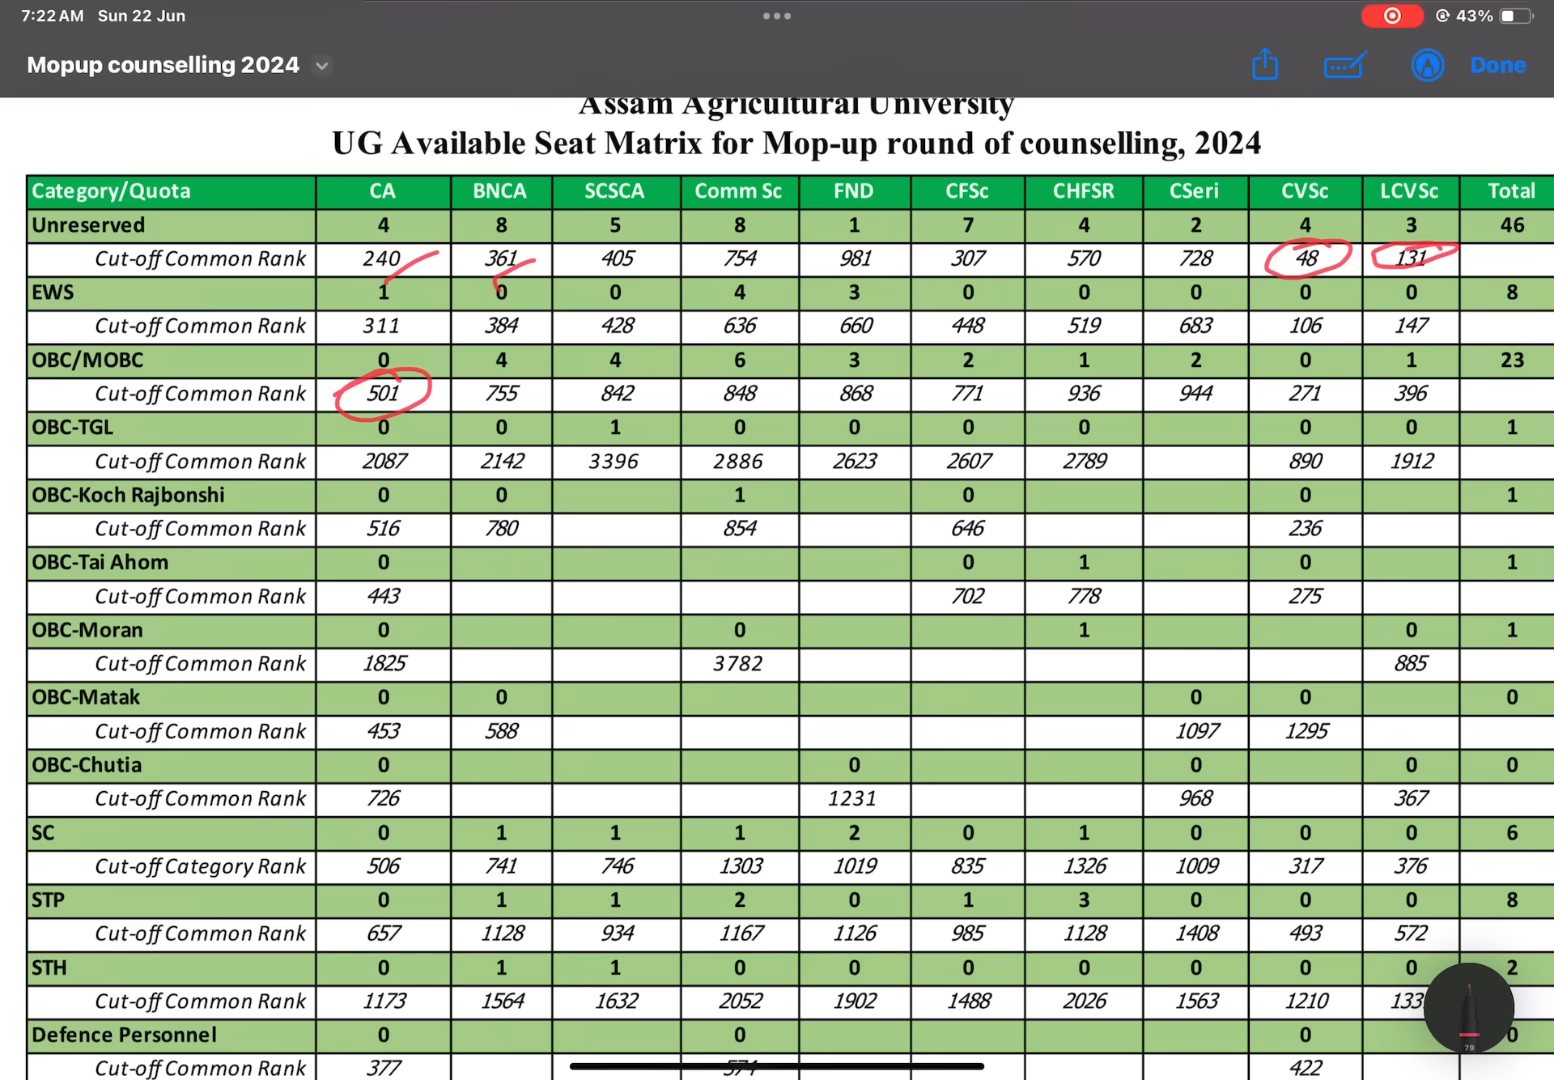 7:22 AM Sun 22 Jun 43%
Mopup counselling 2024 Done
Assam Agricultural University
UG Available Seat Matrix for Mop-up round of counselling, 2024
Category/Quota CA BNCA SCSCA Comm Sc FND CFSc CHFSR CSeri CVSc LCVSc Total
Unreserved 4 8 5 8 1 7 4 2 4 3 46
Cut-off Common Rank 240 361 405 754 981 307 570 728 48 131
EWS 1 0 0 4 3 0 0 0 0 0 8
Cut-off Common Rank 311 384 428 636 660 448 519 683 106 147
OBC/MOBC 0 4 4 6 3 2 1 2 0 1 23
Cut-off Common Rank 501 755 842 848 868 771 936 944 271 396
OBC-TGL 0 0 1 0 0 0 0 0 0 1
Cut-off Common Rank 2087 2142 3396 2886 2623 2607 2789 890 1912
OBC-Koch Rajbonshi 0 0 1 0 0 1
Cut-off Common Rank 516 780 854 646 236
OBC-Tai Ahom 0 0 1 0 1
Cut-off Common Rank 443 702 778 275
OBC-Moran 0 0 1 0 1
Cut-off Common Rank 1825 3782 885
OBC-Matak 0 0 0 0 0
Cut-off Common Rank 453 588 1097 1295
OBC-Chutia 0 0 0 0 0
Cut-off Common Rank 726 1231 968 367
SC 0 1 1 1 2 0 1 0 0 0 6
Cut-off Category Rank 506 741 746 1303 1019 835 1326 1009 317 376
STP 0 1 1 2 0 1 3 0 0 0 8
Cut-off Common Rank 657 1128 934 1167 1126 985 1128 1408 493 572
STH 0 1 1 0 0 0 0 0 0 0 2
Cut-off Common Rank 1173 1564 1632 2052 1902 1488 2026 1563 1210
Defence Personnel 0 0 0 0
Cut-off Common Rank 377 574 422
79